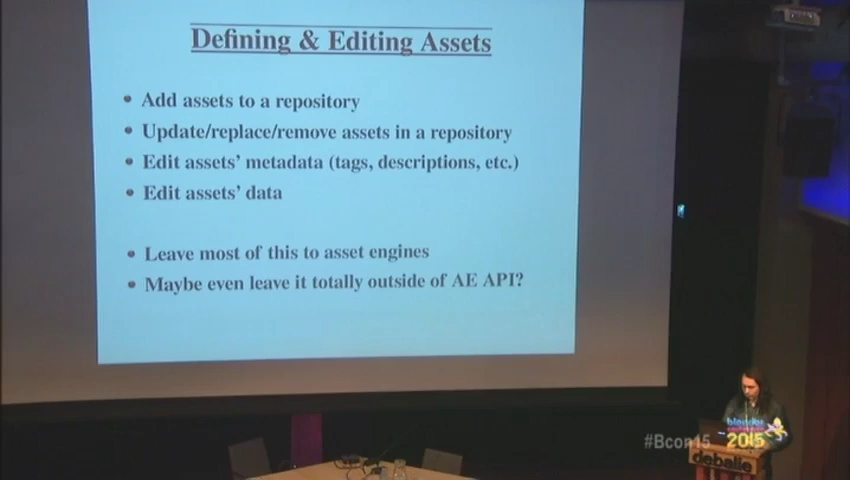 Defining & Editing Assets
• Add assets to a repository
• Update/replace/remove assets in a repository
• Edit assets' metadata (tags, descriptions, etc.)
• Edit assets' data
• Leave most of this to asset engines
• Maybe even leave it totally outside of AE API?
#Bcon15
blender
2015
debalie